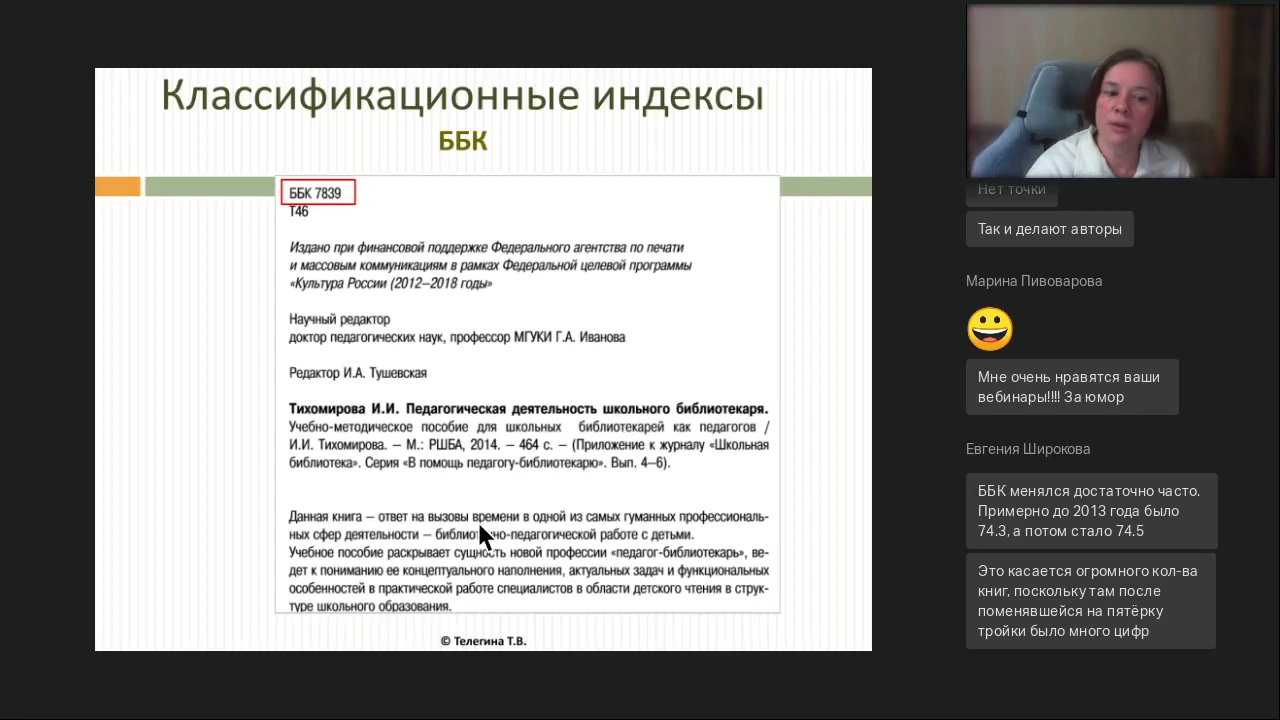 Классификационные индексы
ББК
ББК 7839
Т46
Издано при финансовой поддержке Федерального агентства по печати
и массовым коммуникациям в рамках Федеральной целевой программы
«Культура России (2012–2018 годы»
Научный редактор
доктор педагогических наук, профессор МГУКИ Г.А. Иванова
Редактор И.А. Тушевская
Тихомирова И.И. Педагогическая деятельность школьного библиотекаря.
Учебно-методическое пособие для школьных библиотекарей как педагогов /
И.И. Тихомирова. – М.: РШБА, 2014. – 464 с. – (Приложение к журналу «Школьная
библиотека». Серия «В помощь педагогу-библиотекарю». Вып. 4–6).
Данная книга – ответ на вызовы времени в одной из самых гуманных профессиональ-
ных сфер деятельности – библиотечно-педагогической работе с детьми.
Учебное пособие раскрывает сущность новой профессии «педагог-библиотекарь», ве-
дет к пониманию ее концептуального наполнения, актуальных задач и функциональных
особенностей в практической работе специалистов в области детского чтения в струк-
туре школьного образования.
© Телегина Т.В.
Нет точки
Так и делают авторы
Марина Пивоварова
Мне очень нравятся ваши
вебинары!!!! За юмор
Евгения Широкова
ББК менялся достаточно часто.
Примерно до 2013 года было
74.3, а потом стало 74.5
Это касается огромного кол-ва
книг, поскольку там после
поменявшейся на пятёрку
тройки было много цифр